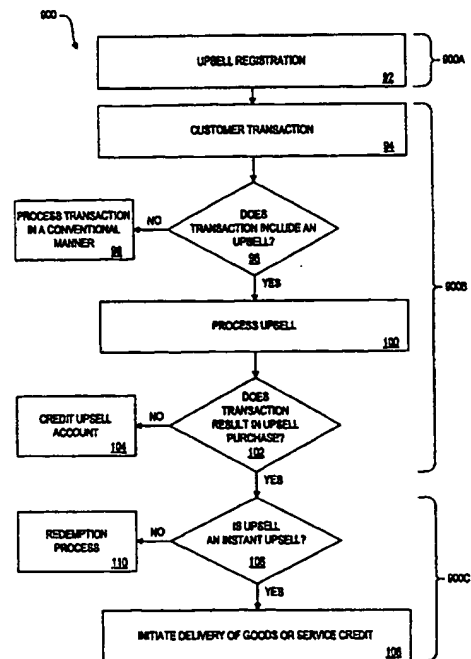 900
UPSELL REGISTRATION
92
900A
CUSTOMER TRANSACTION
94
DOES
TRANSACTION INCLUDE AN
UPSELL?
96
PROCESS TRANSACTION
IN A CONVENTIONAL
MANNER
98
NO
YES
900B
PROCESS UPSELL
100
DOES
TRANSACTION
RESULT IN UPSELL
PURCHASE?
102
CREDIT UPSELL
ACCOUNT
104
NO
YES
IS UPSELL
AN INSTANT UPSELL?
106
REDEMPTION
PROCESS
110
NO
YES
900C
INITIATE DELIVERY OF GOODS OR SERVICE CREDIT
108